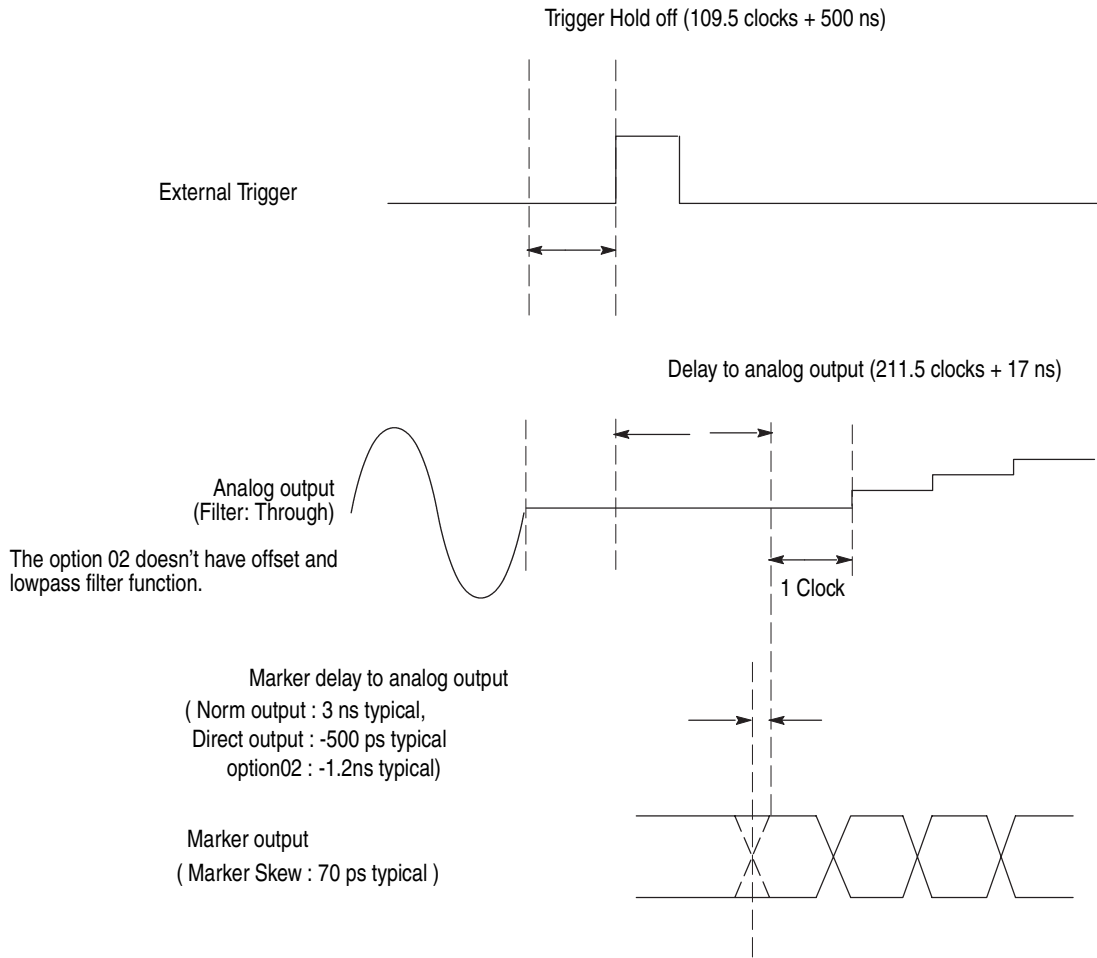 Trigger Hold off (109.5 clocks + 500 ns)
External Trigger
Delay to analog output (211.5 clocks + 17 ns)
Analog output
(Filter: Through)
The option 02 doesn't have offset and
lowpass filter function.
1 Clock
Marker delay to analog output
( Norm output : 3 ns typical,
Direct output : -500 ps typical
option02 : -1.2ns typical)
Marker output
( Marker Skew : 70 ps typical )